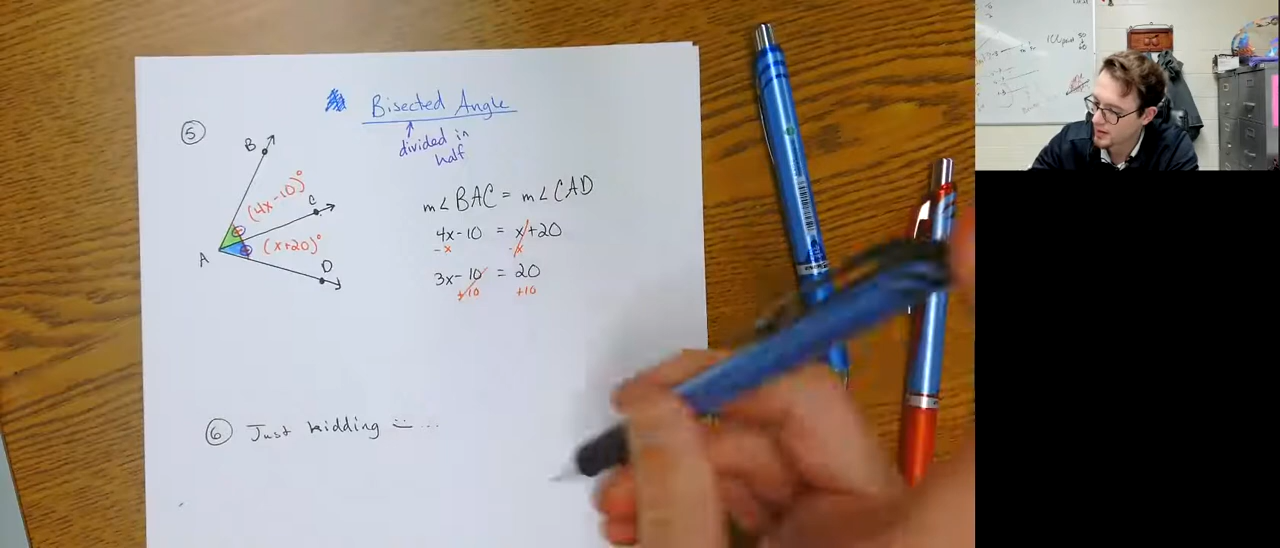 Bisected Angle
⑤
divided in
half
B
(4x-10)°
C
m∠BAC = m∠CAD
4x-10 = x+20
-x -x
(x+20)°
A
D
3x-10 = 20
+10 +10
⑥ Just kidding :) ...